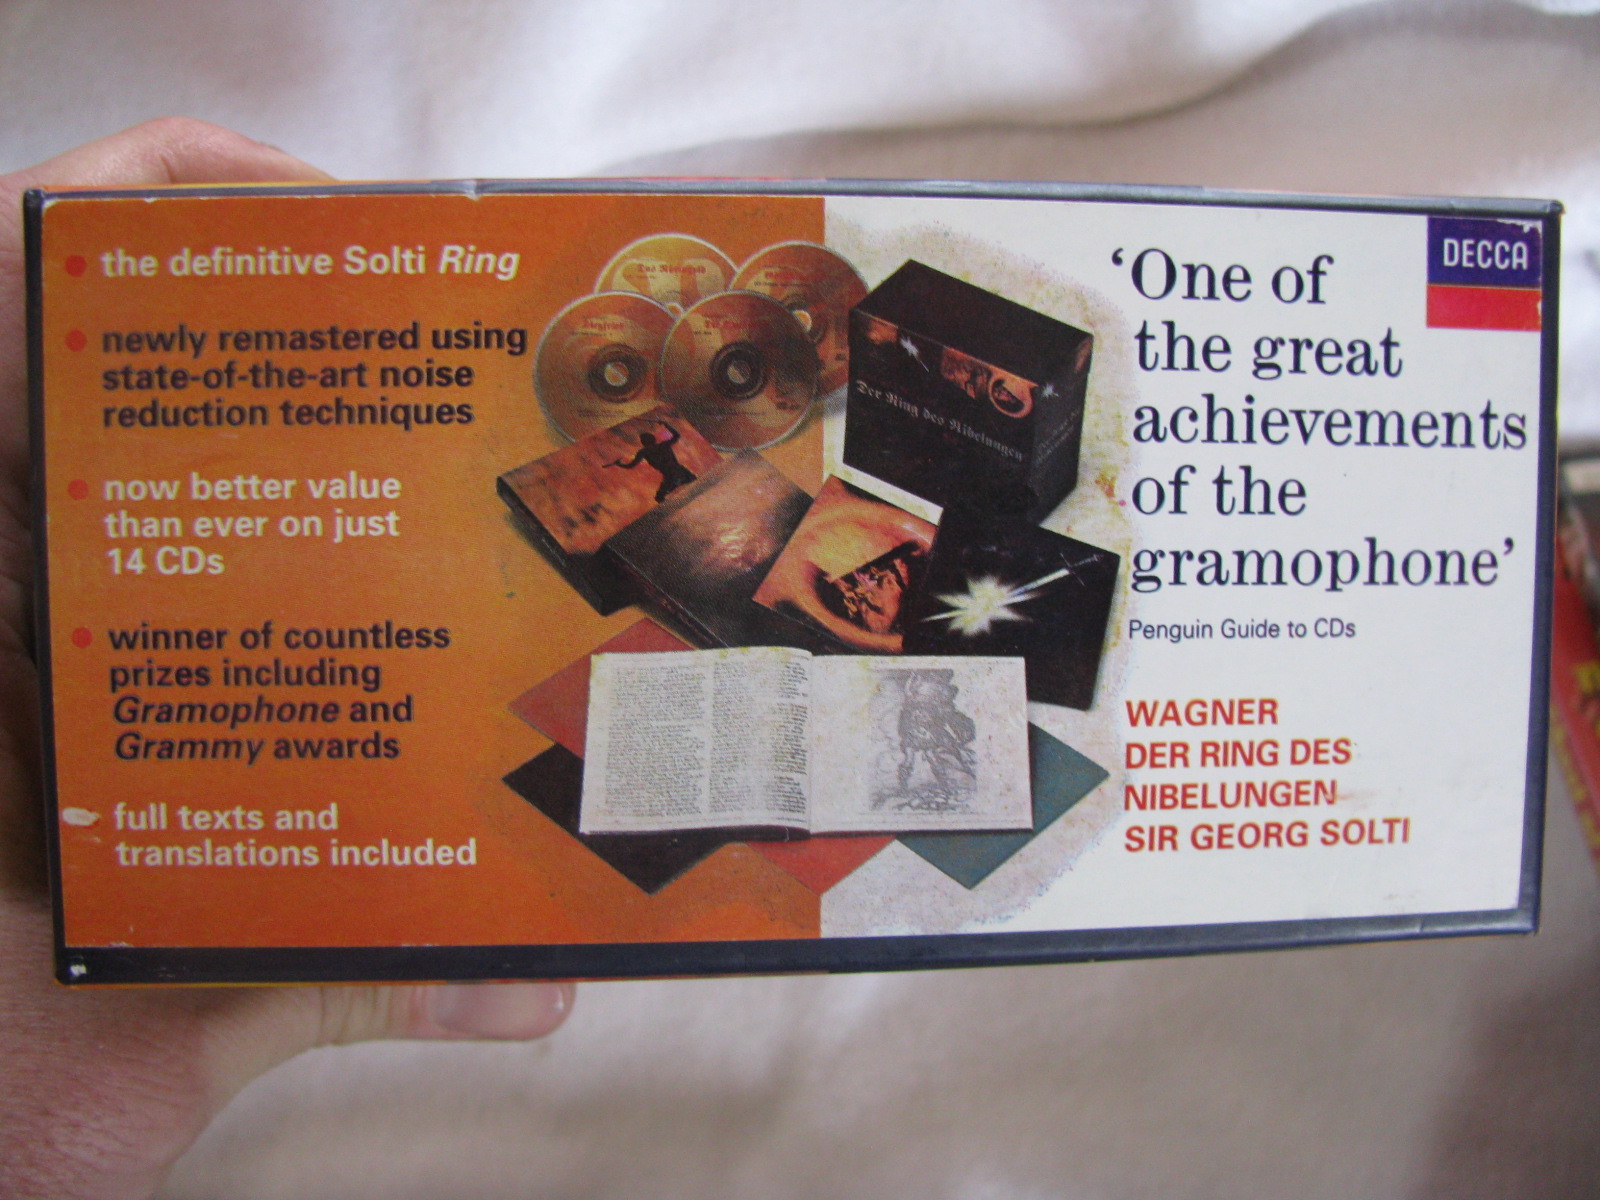 the definitive Solti Ring
newly remastered using
state-of-the-art noise
reduction techniques
now better value
than ever on just
14 CDs
winner of countless
prizes including
Gramophone and
Grammy awards
full texts and
translations included
Der Ring des Nibelungen
‘One of
the great
achievements
of the
gramophone’
Penguin Guide to CDs
WAGNER
DER RING DES
NIBELUNGEN
SIR GEORG SOLTI
DECCA